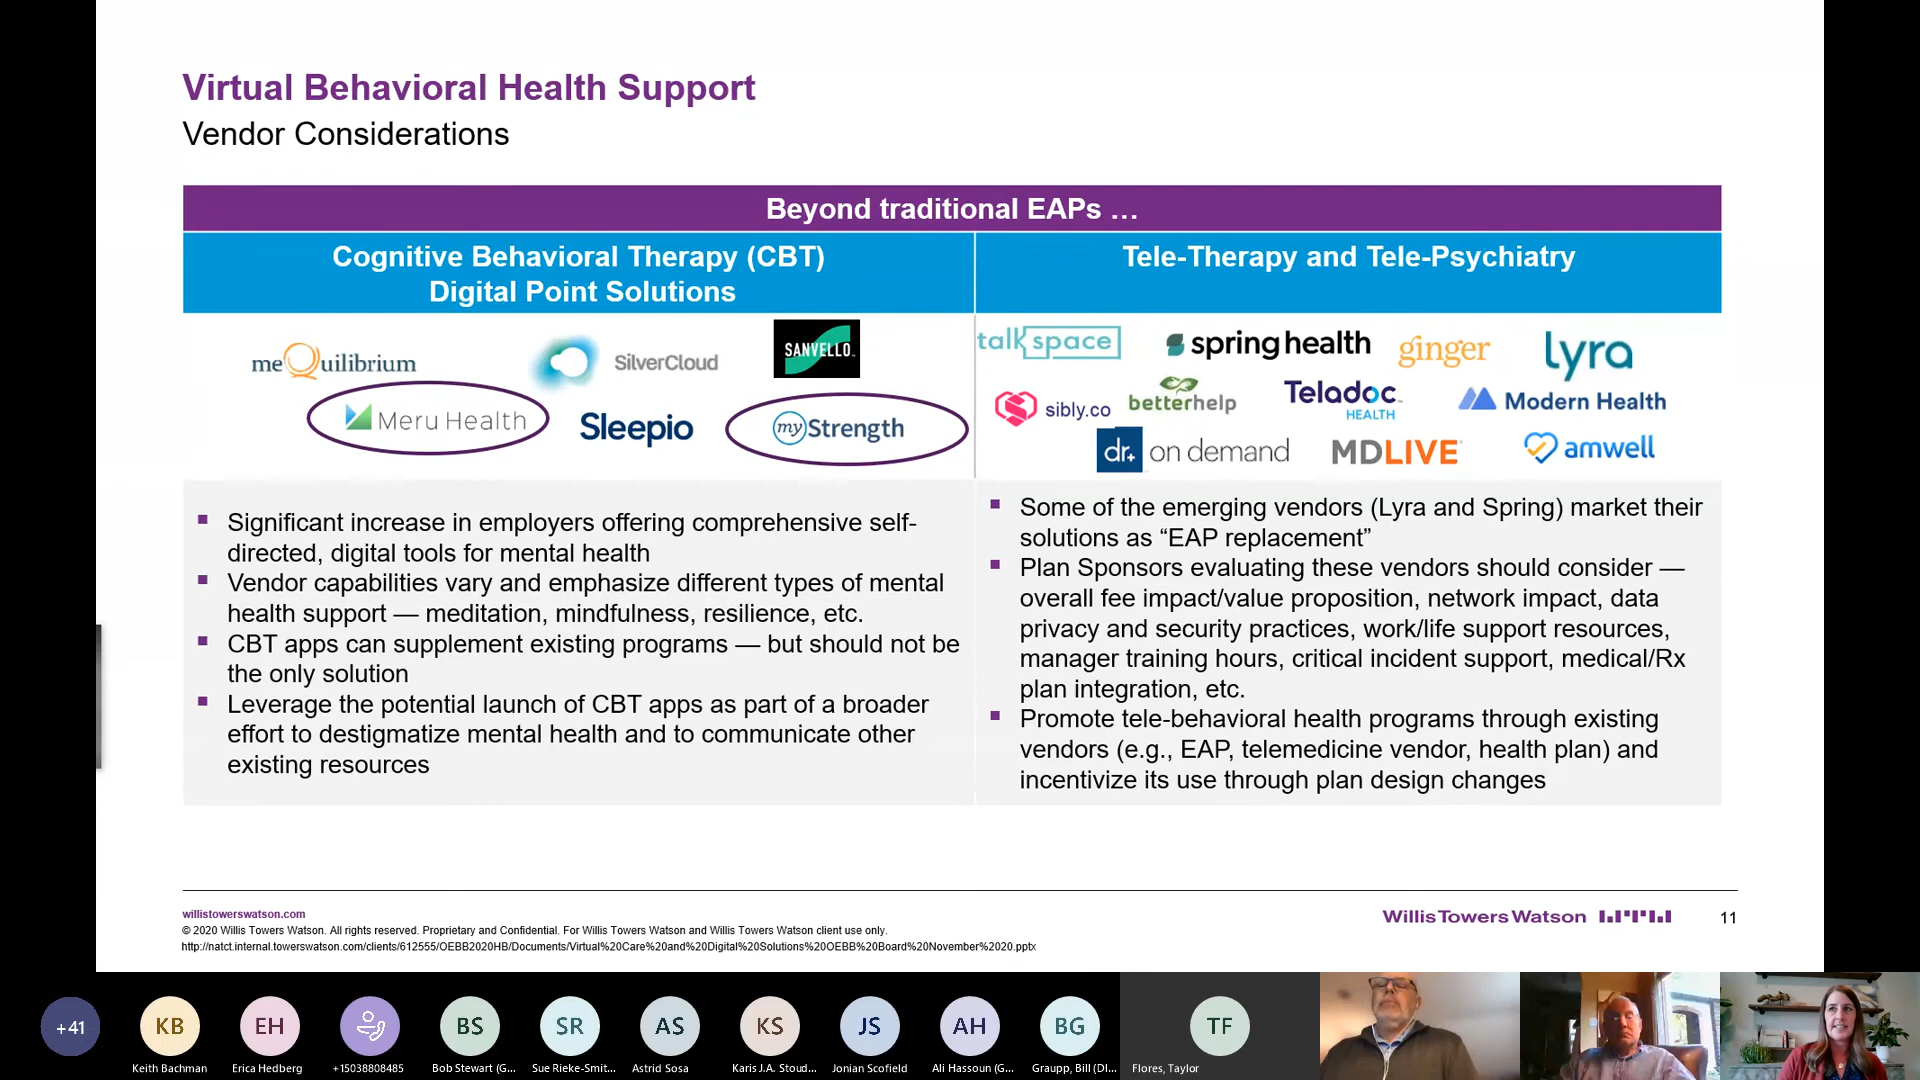 Virtual Behavioral Health Support
Vendor Considerations
Beyond traditional EAPs …
Cognitive Behavioral Therapy (CBT)
Digital Point Solutions
Tele-Therapy and Tele-Psychiatry
meQuilibrium
SilverCloud
SANVELLO
Meru Health
Sleepio
myStrength
talkspace
spring health
ginger
lyra
sibly.co
betterhelp
Teladoc
HEALTH
Modern Health
dr+ on demand
MDLIVE
amwell
▪ Significant increase in employers offering comprehensive self-
directed, digital tools for mental health
▪ Vendor capabilities vary and emphasize different types of mental
health support — meditation, mindfulness, resilience, etc.
▪ CBT apps can supplement existing programs — but should not be
the only solution
▪ Leverage the potential launch of CBT apps as part of a broader
effort to destigmatize mental health and to communicate other
existing resources
▪ Some of the emerging vendors (Lyra and Spring) market their
solutions as “EAP replacement”
▪ Plan Sponsors evaluating these vendors should consider —
overall fee impact/value proposition, network impact, data
privacy and security practices, work/life support resources,
manager training hours, critical incident support, medical/Rx
plan integration, etc.
▪ Promote tele-behavioral health programs through existing
vendors (e.g., EAP, telemedicine vendor, health plan) and
incentivize its use through plan design changes
willistowerswatson.com
© 2020 Willis Towers Watson. All rights reserved. Proprietary and Confidential. For Willis Towers Watson and Willis Towers Watson client use only.
http://natct.internal.towerswatson.com/clients/612555/OEBB2020HB/Documents/Virtual%20Care%20and%20Digital%20Solutions%20OEBB%20Board%20November%2020.pptx
WillisTowersWatson
11
+41
KB
EH
BS
SR
AS
KS
JS
AH
BG
TF
Keith Bachman
Erica Hedberg
+15038808485
Bob Stewart (G...
Sue Rieke-Smit...
Astrid Sosa
Karis J.A. Stoud...
Jonian Scofield
Ali Hassoun (G...
Graupp, Bill (DI...
Flores, Taylor